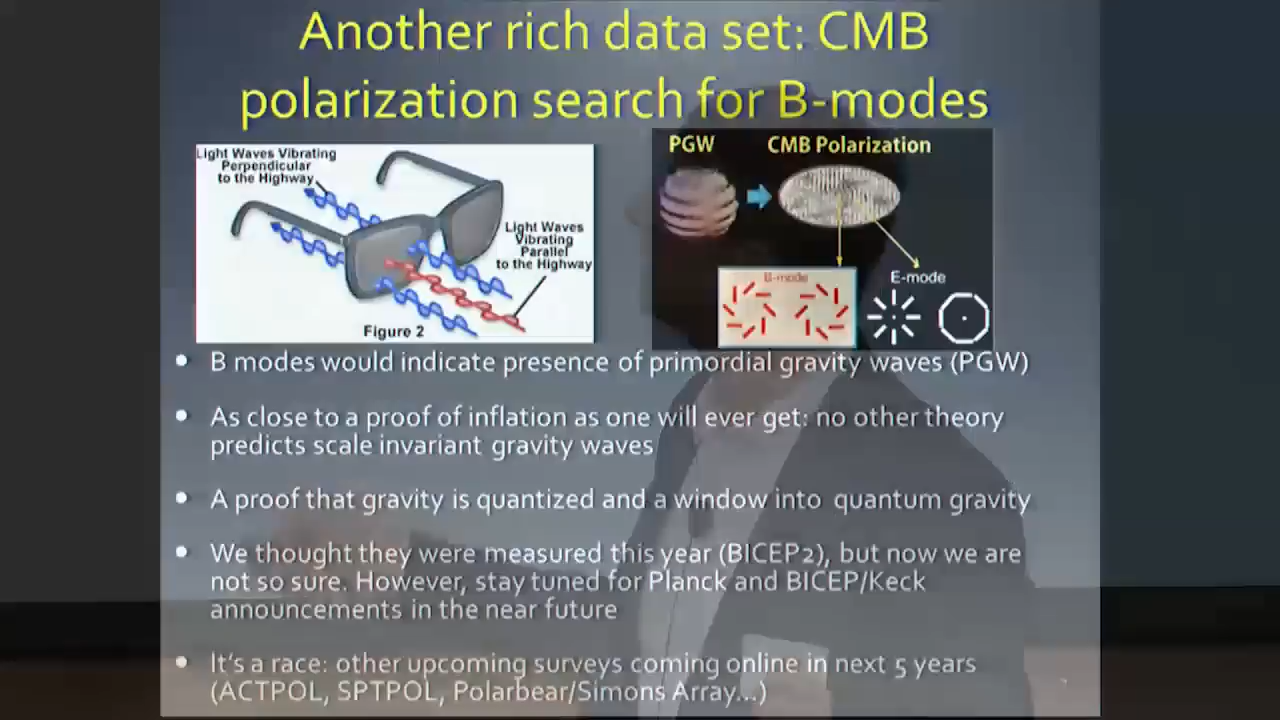 Another rich data set: CMB
polarization search for B-modes
Light Waves Vibrating
Perpendicular
to the Highway
Light Waves
Vibrating
Parallel
to the Highway
Figure 2
PGW
CMB Polarization
B-mode
E-mode
• B modes would indicate presence of primordial gravity waves (PGW)
• As close to a proof of inflation as one will ever get: no other theory
predicts scale invariant gravity waves
• A proof that gravity is quantized and a window into quantum gravity
• We thought they were measured this year (BICEP2), but now we are
not so sure. However, stay tuned for Planck and BICEP/Keck
announcements in the near future
• It's a race: other upcoming surveys coming online in next 5 years
(ACTPOL, SPTPOL, Polarbear/Simons Array...)